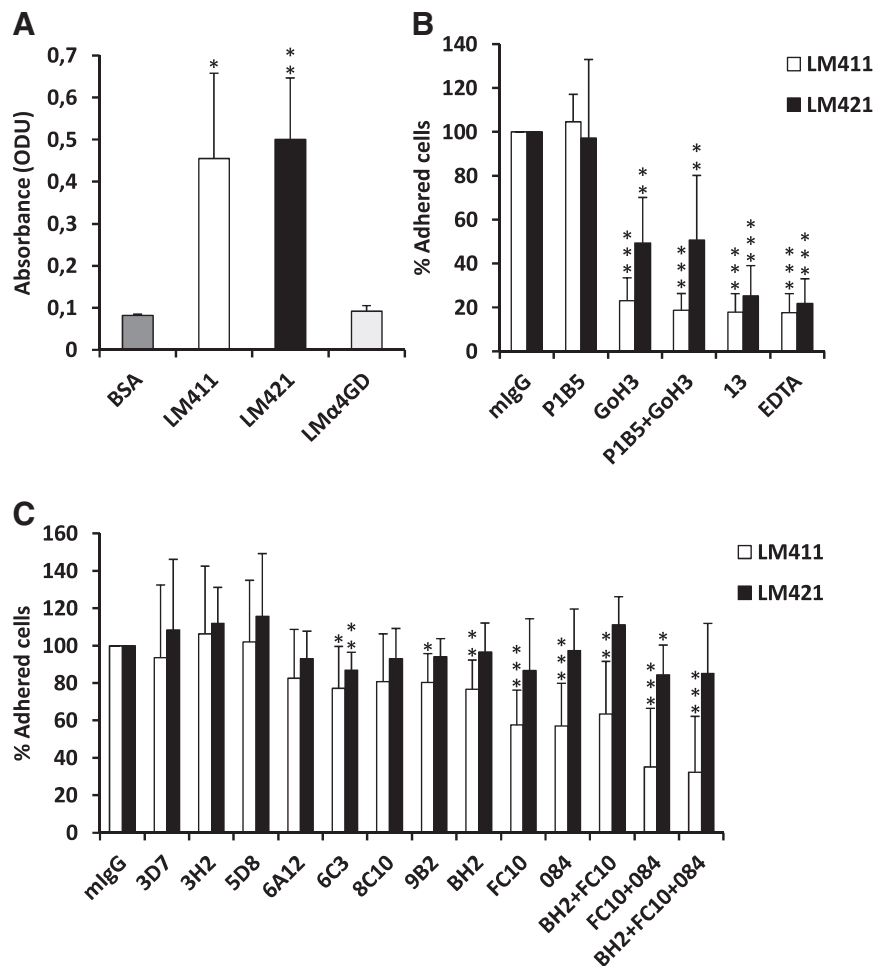 A
Absorbance (ODU)
0,7
0,6
0,5
0,4
0,3
0,2
0,1
0
*
*
*
BSA
LM411
LM421
LMα4GD
B
% Adhered cells
140
120
100
80
60
40
20
0
LM411
LM421
* *
* *
* * *
* * *
* * *
* * *
* * *
* * *
mIgG
P1B5
GoH3
P1B5+GoH3
13
EDTA
C
% Adhered cells
160
140
120
100
80
60
40
20
0
LM411
LM421
*
* *
*
* *
* * *
* * *
* *
* * *
*
* * *
mIgG
3D7
3H2
5D8
6A12
6C3
8C10
9B2
BH2
FC10
084
BH2+FC10
FC10+084
BH2+FC10+084